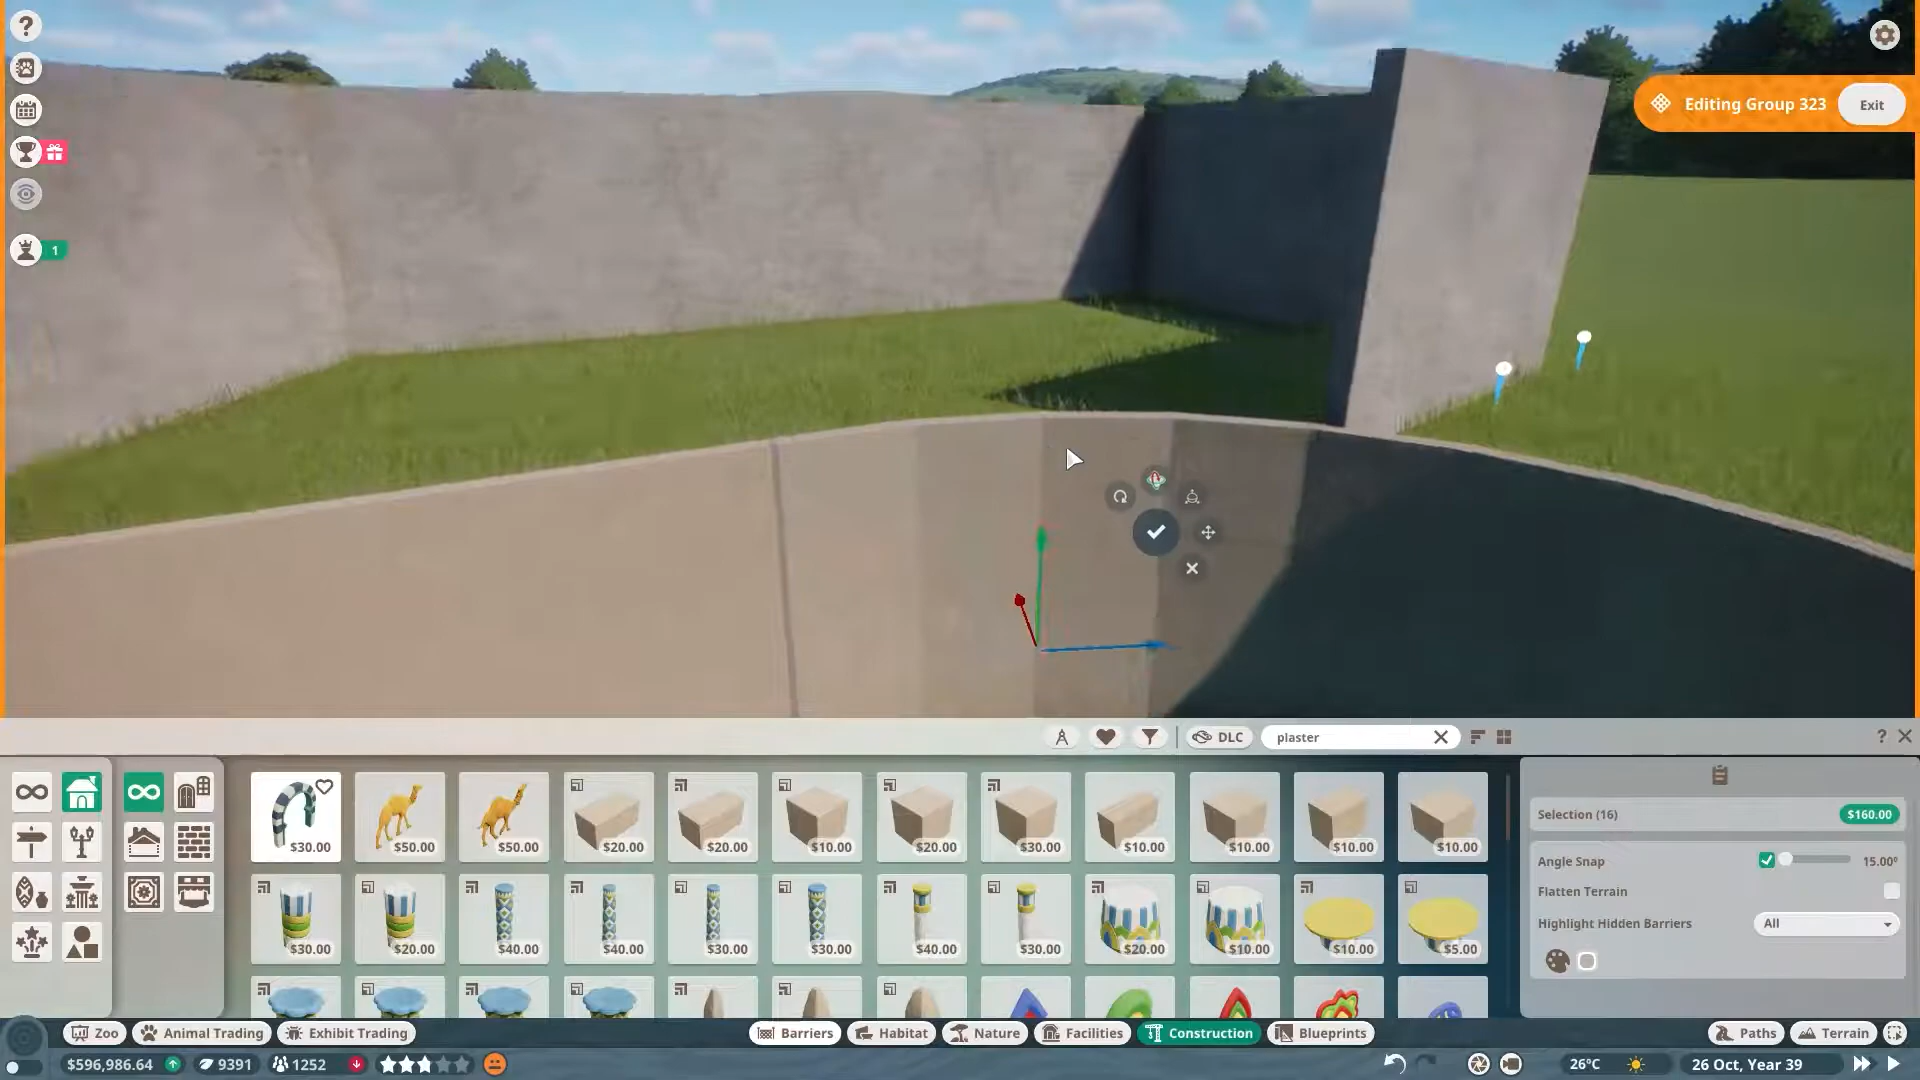 ?
Editing Group 323 Exit
1
DLC plaster ?
$30.00 $50.00 $50.00 $20.00 $20.00 $10.00 $20.00 $30.00 $10.00 $10.00 $10.00 $10.00
$30.00 $20.00 $40.00 $40.00 $30.00 $30.00 $40.00 $30.00 $20.00 $10.00 $10.00 $5.00
Selection (16) $160.00
Angle Snap 15.00°
Flatten Terrain
Highlight Hidden Barriers All
Zoo Animal Trading Exhibit Trading Barriers Habitat Nature Facilities Construction Blueprints Paths Terrain
$596,986.64 9391 1252 26°C 26 Oct, Year 39